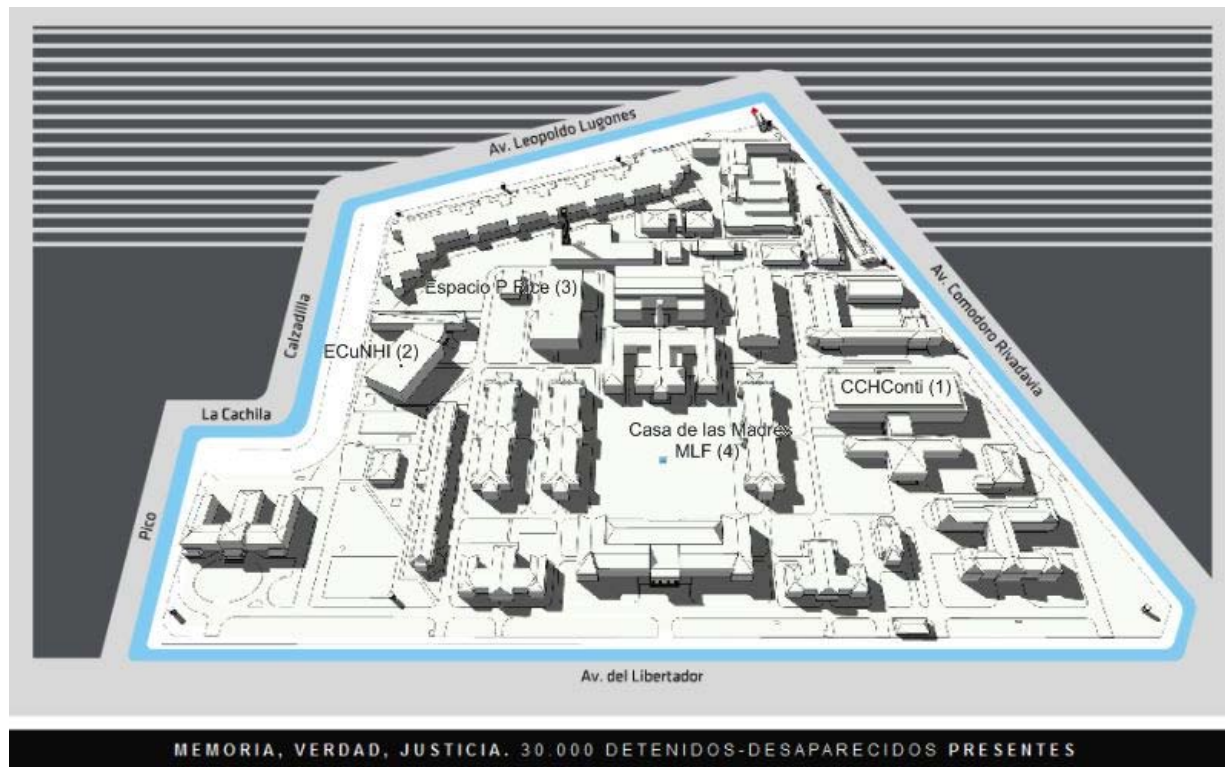 Av. Leopoldo Lugones
Av. Comodoro Rivadavia
Calzadilla
Espacio P Rice (3)
ECuNHI (2)
CCHConti (1)
La Cachila
Casa de las Madres
MLF (4)
Pico
Av. del Libertador
MEMORIA, VERDAD, JUSTICIA. 30.000 DETENIDOS-DESAPARECIDOS PRESENTES